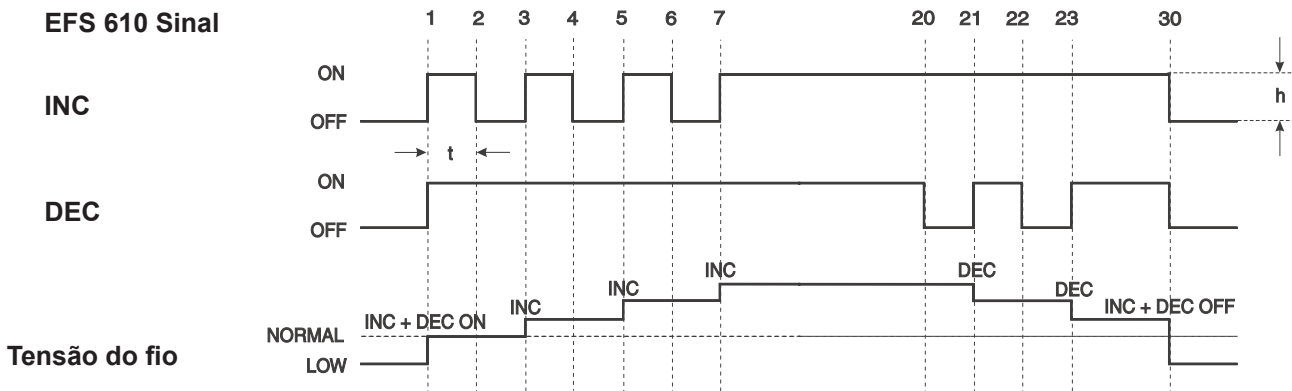 EFS 610 Sinal
1 2 3 4 5 6 7 20 21 22 23 30
INC
ON
OFF
h
t
DEC
ON
OFF
INC + DEC ON
INC
INC
INC
DEC
DEC
INC + DEC OFF
Tensão do fio
NORMAL
LOW